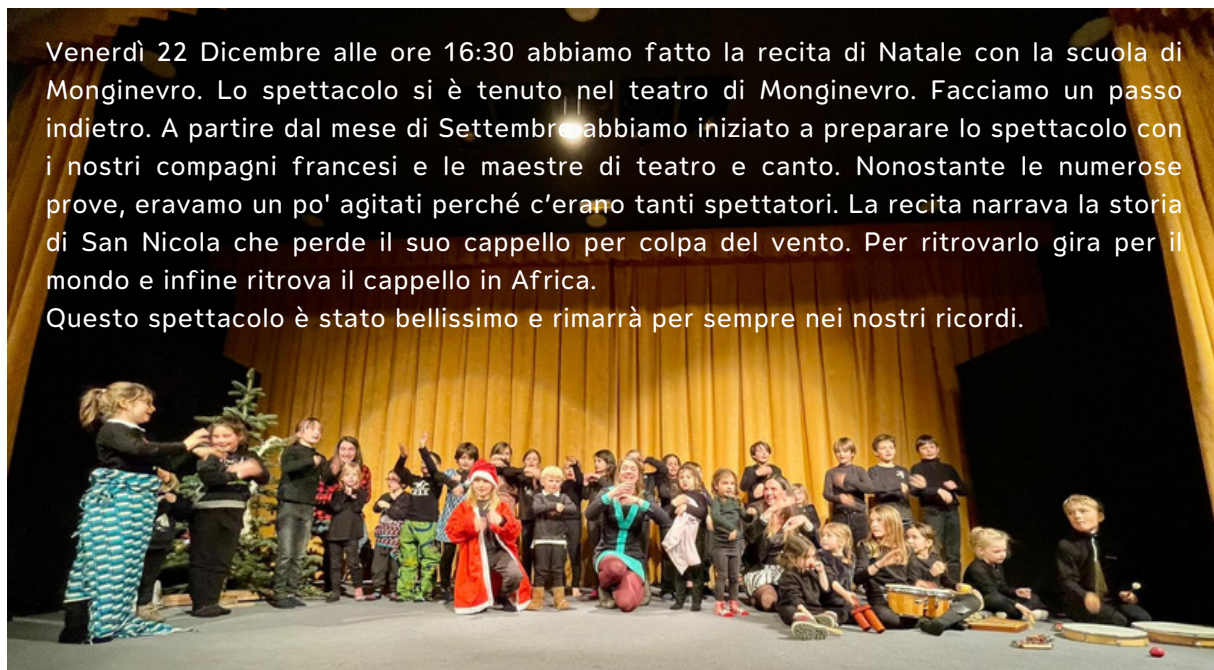 Venerdì 22 Dicembre alle ore 16:30 abbiamo fatto la recita di Natale con la scuola di
Monginevro. Lo spettacolo si è tenuto nel teatro di Monginevro. Facciamo un passo
indietro. A partire dal mese di Settembre abbiamo iniziato a preparare lo spettacolo con
i nostri compagni francesi e le maestre di teatro e canto. Nonostante le numerose
prove, eravamo un po' agitati perché c’erano tanti spettatori. La recita narrava la storia
di San Nicola che perde il suo cappello per colpa del vento. Per ritrovarlo gira per il
mondo e infine ritrova il cappello in Africa.
Questo spettacolo è stato bellissimo e rimarrà per sempre nei nostri ricordi.